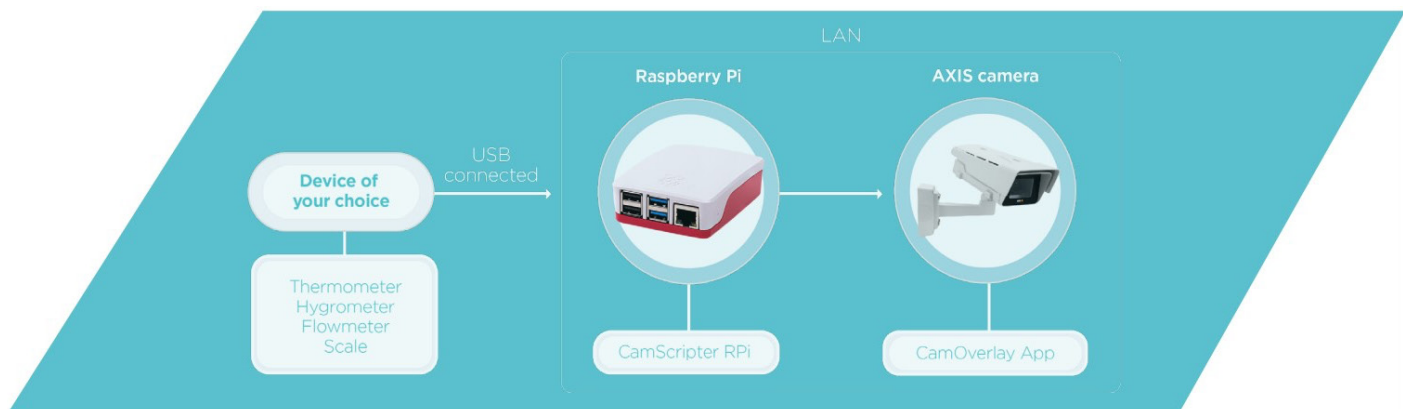 LAN
Raspberry Pi
AXIS camera
USB
connected
Device of
your choice
Thermometer
Hygrometer
Flowmeter
Scale
CamScripter RPi
CamOverlay App